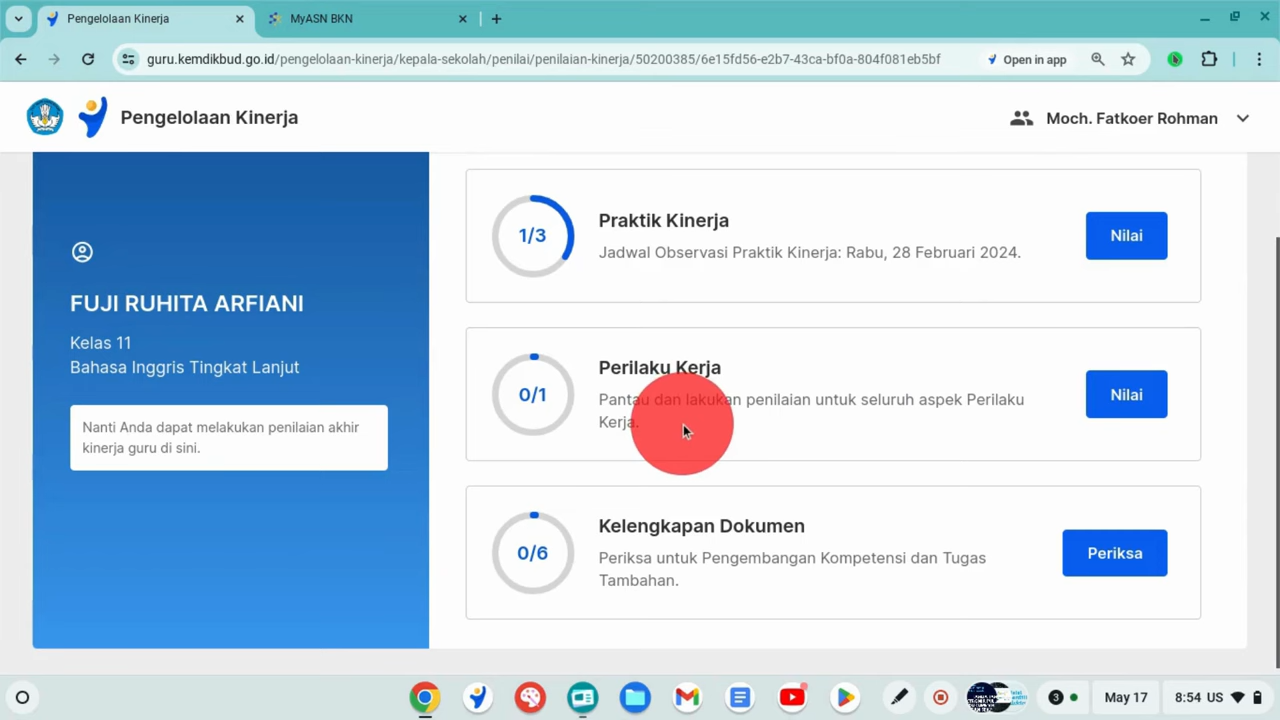 Pengelolaan Kinerja
MyASN BKN
guru.kemdikbud.go.id/pengelolaan-kinerja/kepala-sekolah/penilai/penilaian-kinerja/50200385/6e15fd56-e2b7-43ca-bf0a-804f081eb5bf
Open in app
Pengelolaan Kinerja
Moch. Fatkoer Rohman
FUJI RUHITA ARFIANI
Kelas 11
Bahasa Inggris Tingkat Lanjut
Nanti Anda dapat melakukan penilaian akhir
kinerja guru di sini.
1/3
Praktik Kinerja
Jadwal Observasi Praktik Kinerja: Rabu, 28 Februari 2024.
Nilai
0/1
Perilaku Kerja
Pantau dan lakukan penilaian untuk seluruh aspek Perilaku
Kerja.
Nilai
0/6
Kelengkapan Dokumen
Periksa untuk Pengembangan Kompetensi dan Tugas
Tambahan.
Periksa
3
May 17
8:54 US